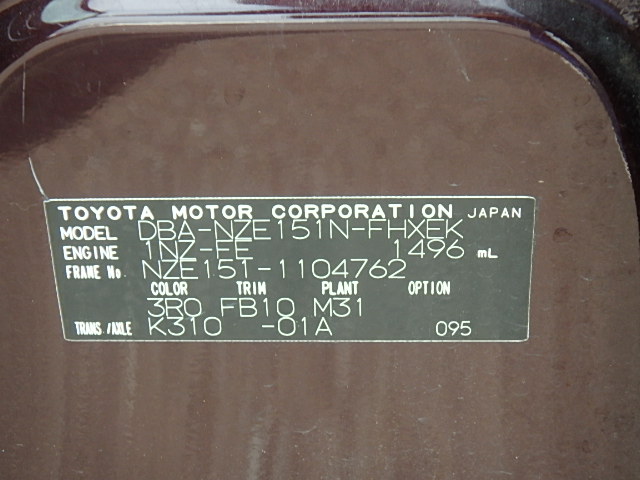 TOYOTA MOTOR CORPORATION JAPAN
MODEL DBA-NZE151N-FHXEK
ENGINE 1NZ-FE 1496 mL
FRAME No. NZE151-1104762
COLOR TRIM PLANT OPTION
3R0 FB10 M31
TRANS./AXLE K310 -01A 095